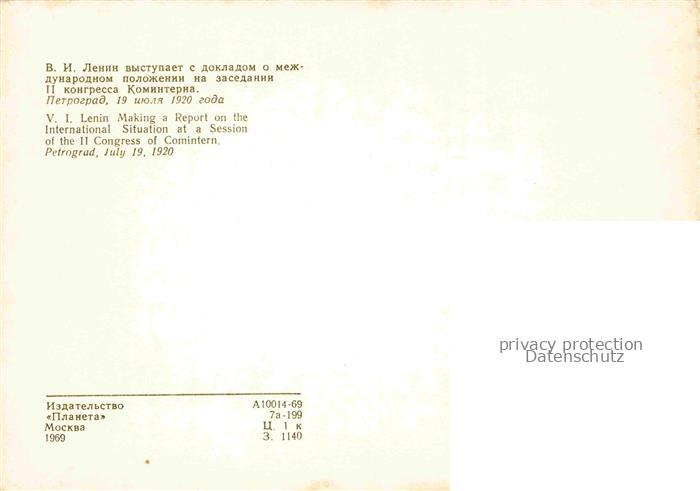 В. И. Ленин выступает с докладом о меж-
дународном положении на заседании
II конгресса Коминтерна.
Петроград, 19 июля 1920 года
V. I. Lenin Making a Report on the
International Situation at a Session
of the II Congress of Comintern.
Petrograd, July 19, 1920
privacy protection
Datenschutz
Издательство
«Планета»
Москва
1969
А10014-69
7а-199
Ц. 1 к
З. 1140